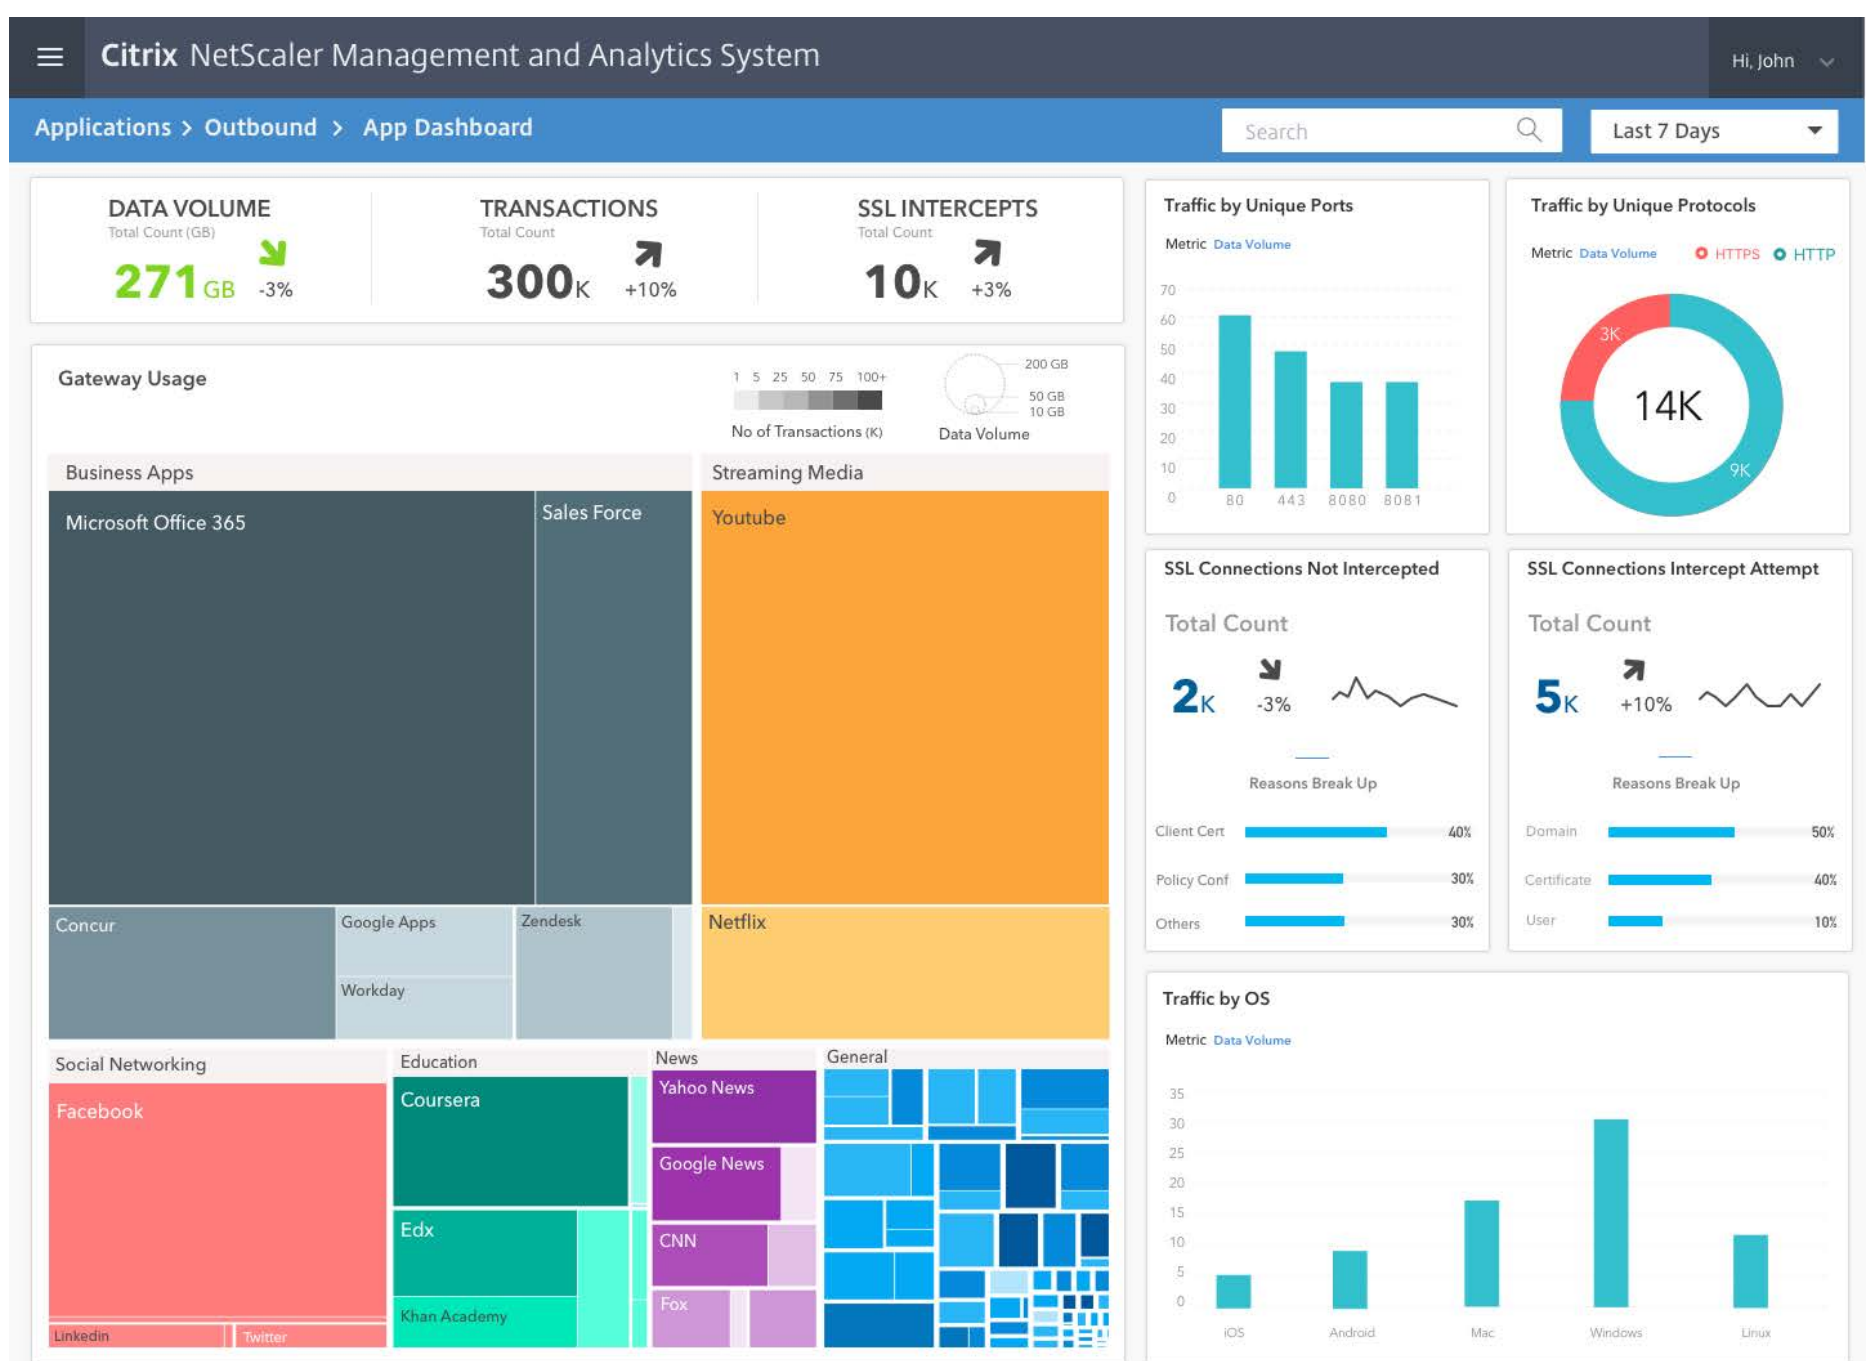 Citrix NetScaler Management and Analytics System
Hi, John
Applications > Outbound > App Dashboard
Search
Last 7 Days
DATA VOLUME
Total Count (GB)
271 GB
-3%
TRANSACTIONS
Total Count
300K
+10%
SSL INTERCEPTS
Total Count
10K
+3%
Gateway Usage
1 5 25 50 75 100+
No of Transactions (K)
200 GB
50 GB
10 GB
Data Volume
Business Apps
Microsoft Office 365
Sales Force
Concur
Google Apps
Workday
Zendesk
Streaming Media
Youtube
Netflix
Social Networking
Facebook
Linkedin
Twitter
Education
Coursera
Edx
Khan Academy
News
Yahoo News
Google News
CNN
Fox
General
Traffic by Unique Ports
Metric Data Volume
70
60
50
40
30
20
10
0
80 443 8080 8081
Traffic by Unique Protocols
Metric Data Volume
HTTPS HTTP
3K
14K
9K
SSL Connections Not Intercepted
Total Count
2K
-3%
Reasons Break Up
Client Cert 40%
Policy Conf 30%
Others 30%
SSL Connections Intercept Attempt
Total Count
5K
+10%
Reasons Break Up
Domain 50%
Certificate 40%
User 10%
Traffic by OS
Metric Data Volume
35
30
25
20
15
10
5
0
iOS Android Mac Windows Linux